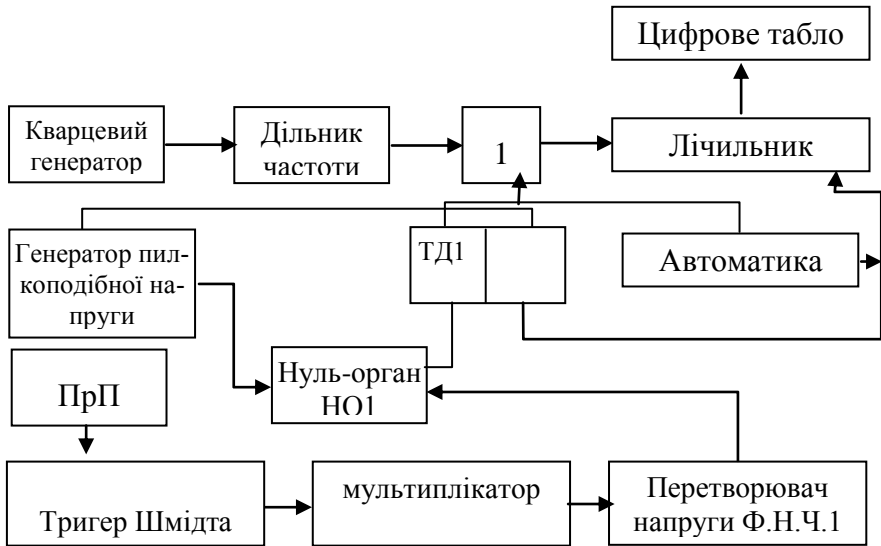 Цифрове табло
Кварцевий
генератор
Дільник
частоти
1
Лічильник
Генератор пил-
коподібної на-
пруги
ТД1
Автоматика
ПрП
Нуль-орган
НО1
Тригер Шмідта
мультиплікатор
Перетворювач
напруги Ф.Н.Ч.1